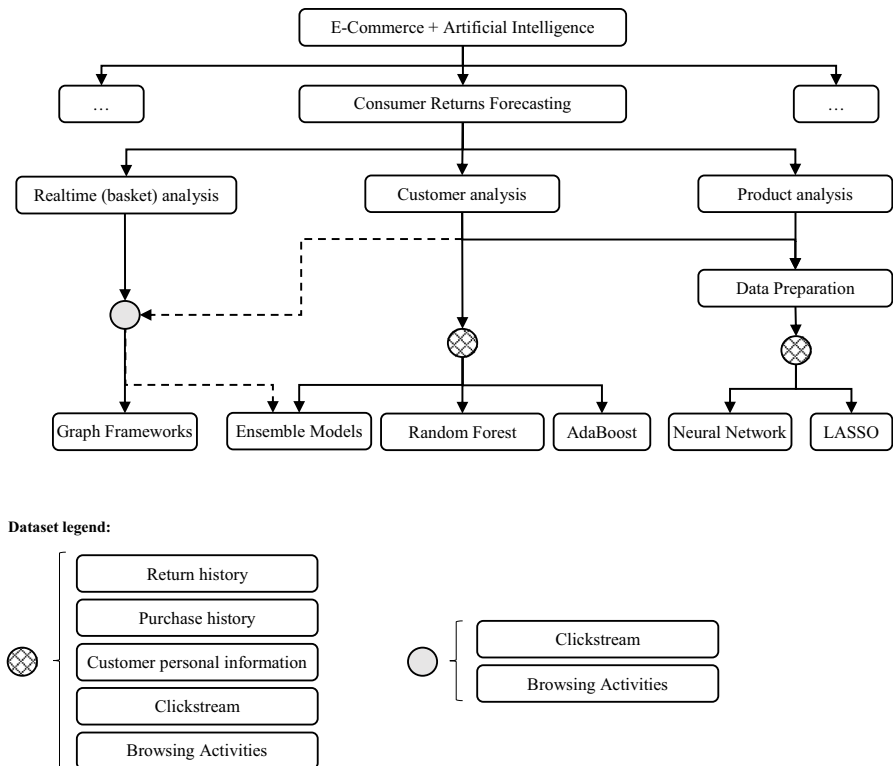 E-Commerce + Artificial Intelligence
…
Consumer Returns Forecasting
…
Realtime (basket) analysis
Customer analysis
Product analysis
Data Preparation
Graph Frameworks
Ensemble Models
Random Forest
AdaBoost
Neural Network
LASSO
Dataset legend:
Return history
Purchase history
Customer personal information
Clickstream
Browsing Activities
Clickstream
Browsing Activities